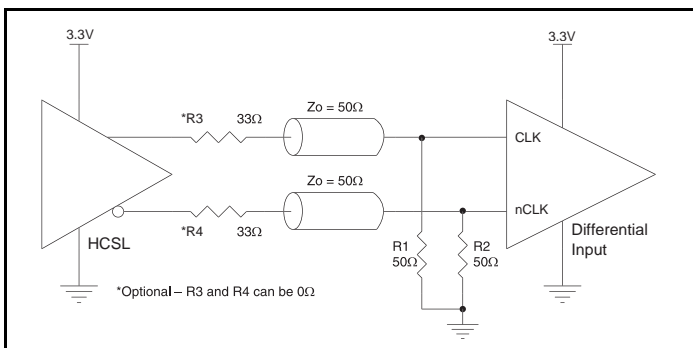 3.3V
3.3V
*R3 33Ω
Zo = 50Ω
CLK
Zo = 50Ω
nCLK
HCSL
*R4 33Ω
R1
50Ω
R2
50Ω
Differential
Input
*Optional – R3 and R4 can be 0Ω